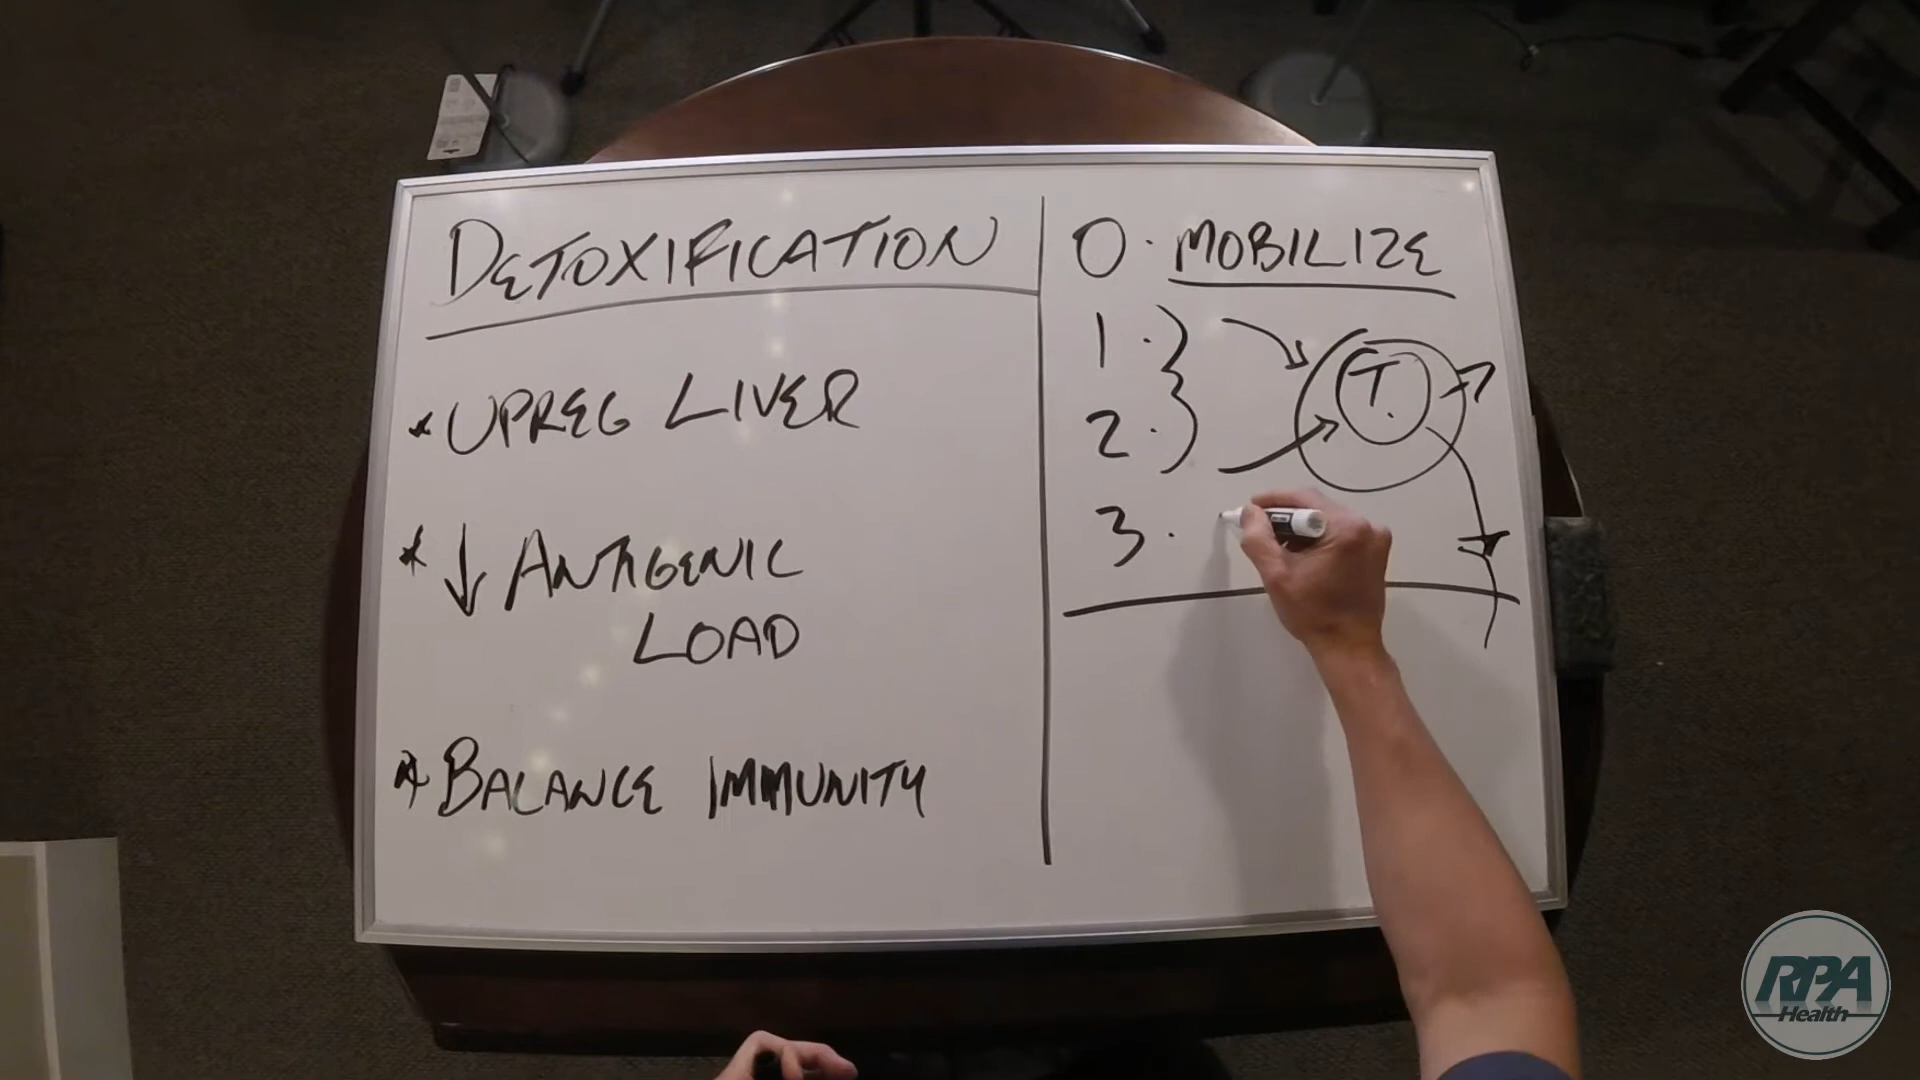 DETOXIFICATION
* UPREG LIVER
* ↓ ANTIGENIC
LOAD
* BALANCE IMMUNITY
0. MOBILIZE
1.
2.
3.
T.
RPA
Health